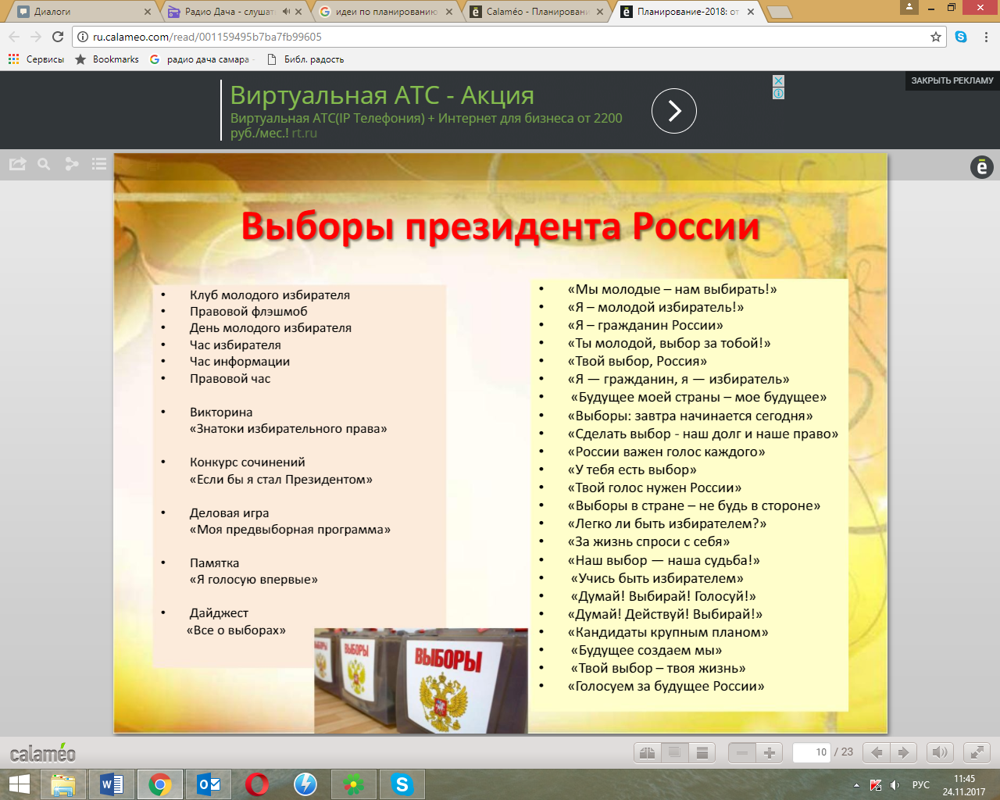 Диалоги
Радио Дача - слушат
идеи по планированию
Calaméo - Планировани
Планирование-2018: от
ru.calameo.com/read/001159495b7ba7fb99605
Сервисы
Bookmarks
радио дача самара -
Библ. радость
ЗАКРЫТЬ РЕКЛАМУ
Виртуальная АТС - Акция
Виртуальная АТС(IP Телефония) + Интернет для бизнеса от 2200
руб./мес.! rt.ru
Выборы президента России
• Клуб молодого избирателя
• Правовой флэшмоб
• День молодого избирателя
• Час избирателя
• Час информации
• Правовой час
• Викторина
«Знатоки избирательного права»
• Конкурс сочинений
«Если бы я стал Президентом»
• Деловая игра
«Моя предвыборная программа»
• Памятка
«Я голосую впервые»
• Дайджест
«Все о выборах»
• «Мы молодые – нам выбирать!»
• «Я – молодой избиратель!»
• «Я – гражданин России»
• «Ты молодой, выбор за тобой!»
• «Твой выбор, Россия»
• «Я — гражданин, я — избиратель»
• «Будущее моей страны – мое будущее»
• «Выборы: завтра начинается сегодня»
• «Сделать выбор - наш долг и наше право»
• «России важен голос каждого»
• «У тебя есть выбор»
• «Твой голос нужен России»
• «Выборы в стране – не будь в стороне»
• «Легко ли быть избирателем?»
• «За жизнь спроси с себя»
• «Наш выбор — наша судьба!»
• «Учись быть избирателем»
• «Думай! Выбирай! Голосуй!»
• «Думай! Действуй! Выбирай!»
• «Кандидаты крупным планом»
• «Будущее создаем мы»
• «Твой выбор – твоя жизнь»
• «Голосуем за будущее России»
ВЫБОРЫ
ВЫБОРЫ
calaméo
10 / 23
РУС
11:45
24.11.2017